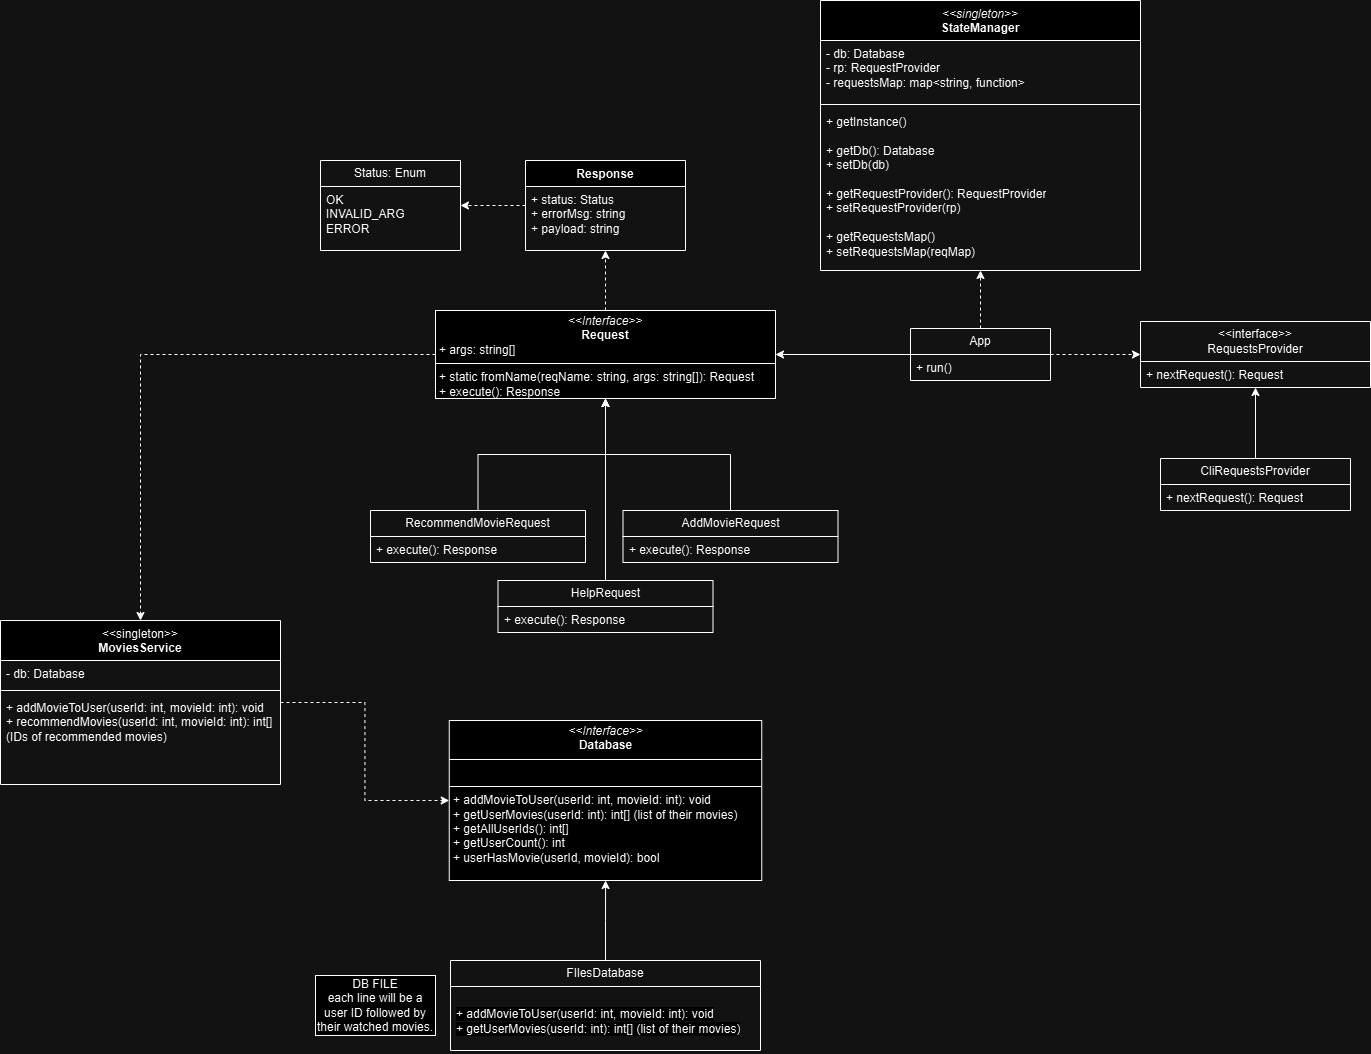 <<singleton>>
StateManager
- db: Database
- rp: RequestProvider
- requestsMap: map<string, function>
+ getInstance()
+ getDb(): Database
+ setDb(db)
+ getRequestProvider(): RequestProvider
+ setRequestProvider(rp)
+ getRequestsMap()
+ setRequestsMap(reqMap)
Status: Enum
OK
INVALID_ARG
ERROR
Response
+ status: Status
+ errorMsg: string
+ payload: string
<<Interface>>
Request
+ args: string[]
+ static fromName(reqName: string, args: string[]): Request
+ execute(): Response
App
+ run()
<<interface>>
RequestsProvider
+ nextRequest(): Request
CliRequestsProvider
+ nextRequest(): Request
RecommendMovieRequest
+ execute(): Response
AddMovieRequest
+ execute(): Response
HelpRequest
+ execute(): Response
<<singleton>>
MoviesService
- db: Database
+ addMovieToUser(userId: int, movieId: int): void
+ recommendMovies(userId: int, movieId: int): int[]
(IDs of recommended movies)
<<Interface>>
Database
+ addMovieToUser(userId: int, movieId: int): void
+ getUserMovies(userId: int): int[] (list of their movies)
+ getAllUserIds(): int[]
+ getUserCount(): int
+ userHasMovie(userId, movieId): bool
DB FILE
each line will be a
user ID followed by
their watched movies.
FIlesDatabase
+ addMovieToUser(userId: int, movieId: int): void
+ getUserMovies(userId: int): int[] (list of their movies)